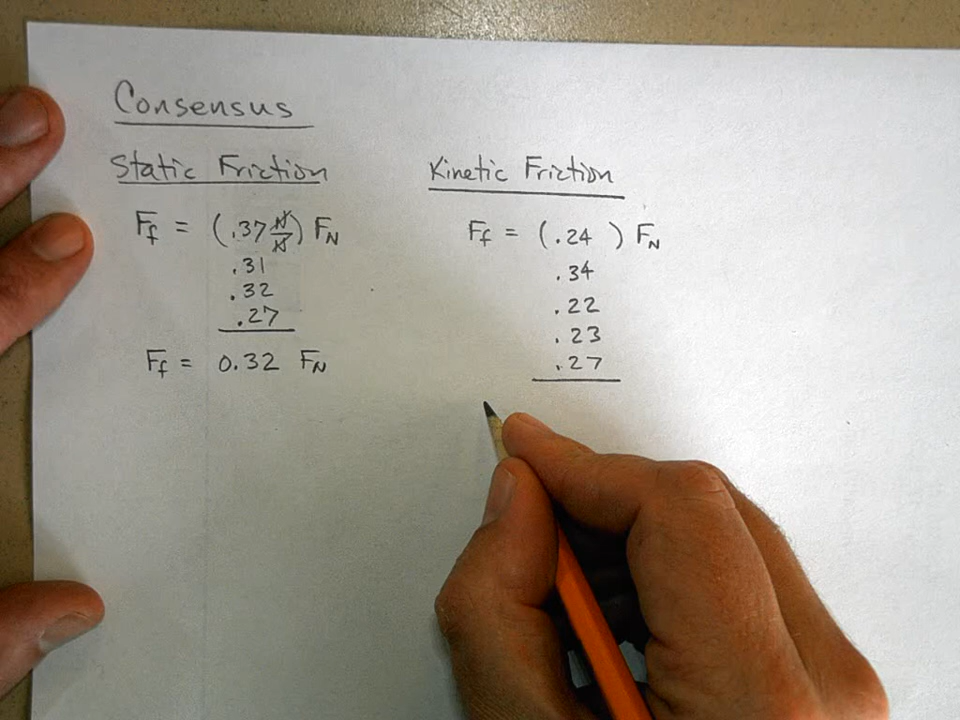 Consensus
Static Friction
Ff = (.37 N/N) FN
.31
.32
.27
Ff = 0.32 FN
Kinetic Friction
Ff = (.24 ) FN
.34
.22
.23
.27